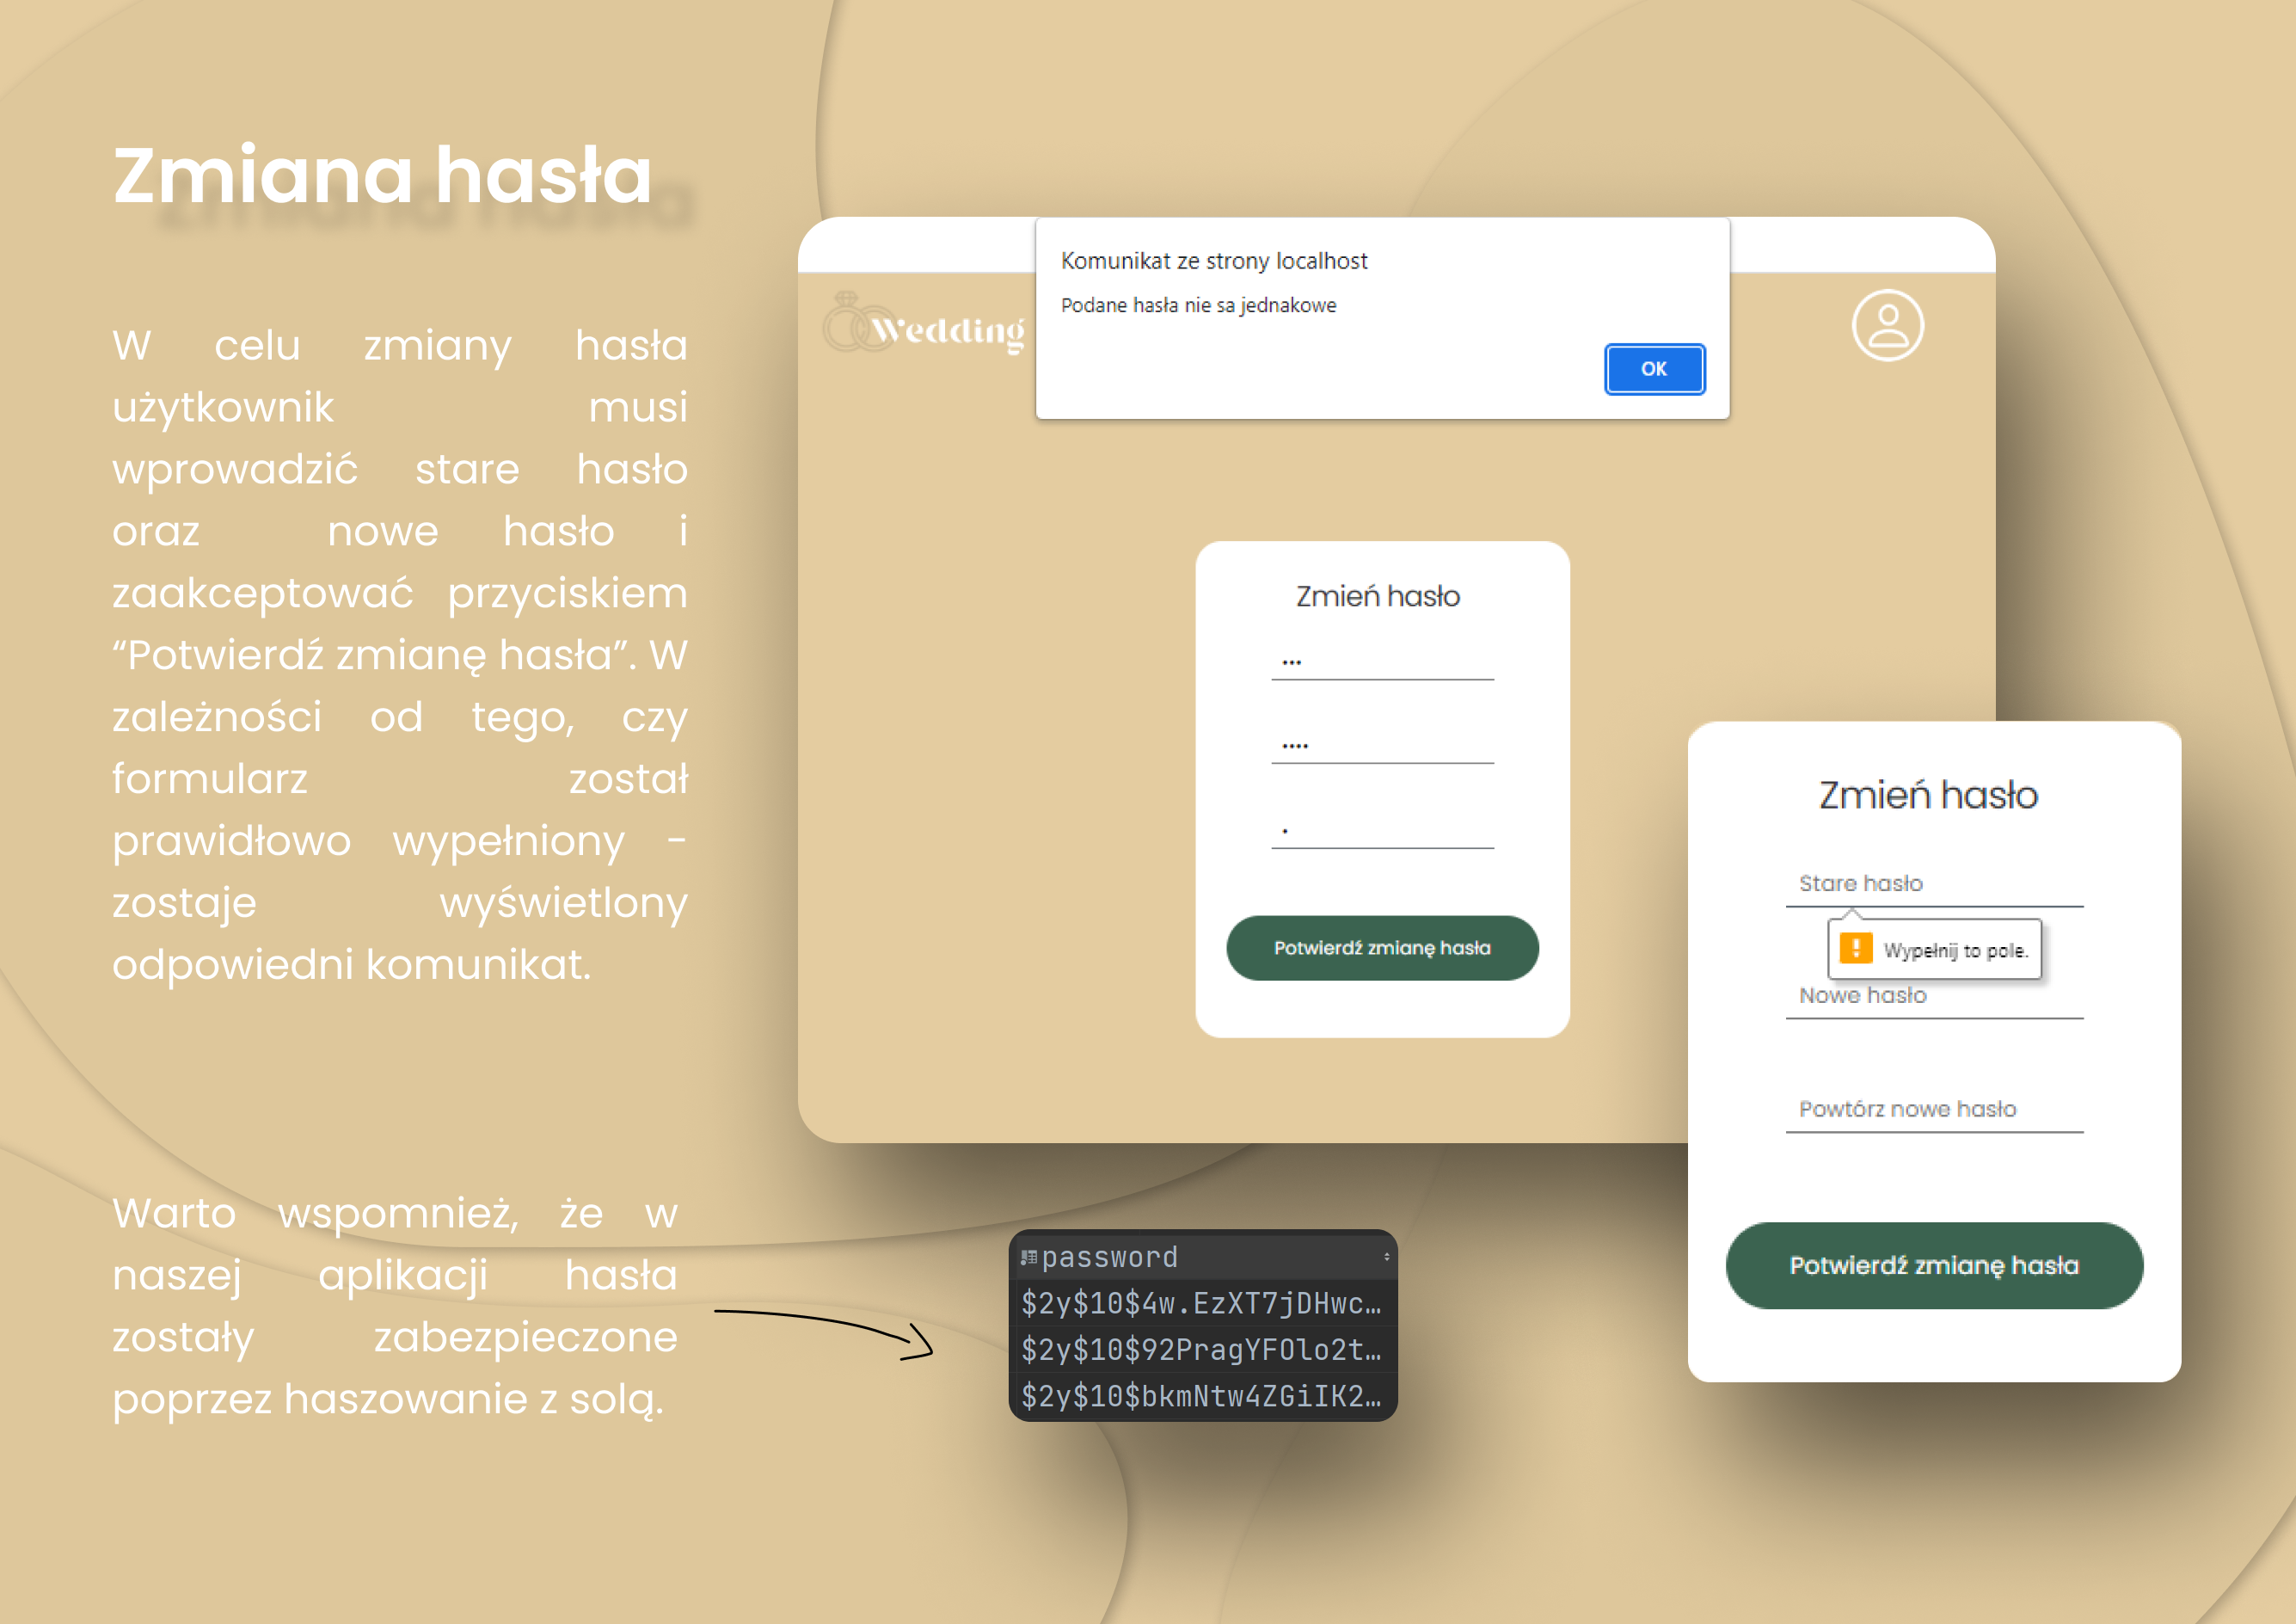 Zmiana hasła
W celu zmiany hasła
użytkownik musi
wprowadzić stare hasło
oraz nowe hasło i
zaakceptować przyciskiem
“Potwierdź zmianę hasła”. W
zależności od tego, czy
formularz został
prawidłowo wypełniony -
zostaje wyświetlony
odpowiedni komunikat.
Warto wspomnież, że w
naszej aplikacji hasła
zostały zabezpieczone
poprzez haszowanie z solą.
Komunikat ze strony localhost
Podane hasła nie sa jednakowe
OK
Wedding
Zmień hasło
Potwierdź zmianę hasła
Zmień hasło
Stare hasło
Wypełnij to pole.
Nowe hasło
Powtórz nowe hasło
Potwierdź zmianę hasła
password
$2y$10$4w.EzXT7jDHwc…
$2y$10$92PragYFOlo2t…
$2y$10$bkmNtw4ZGiIK2…